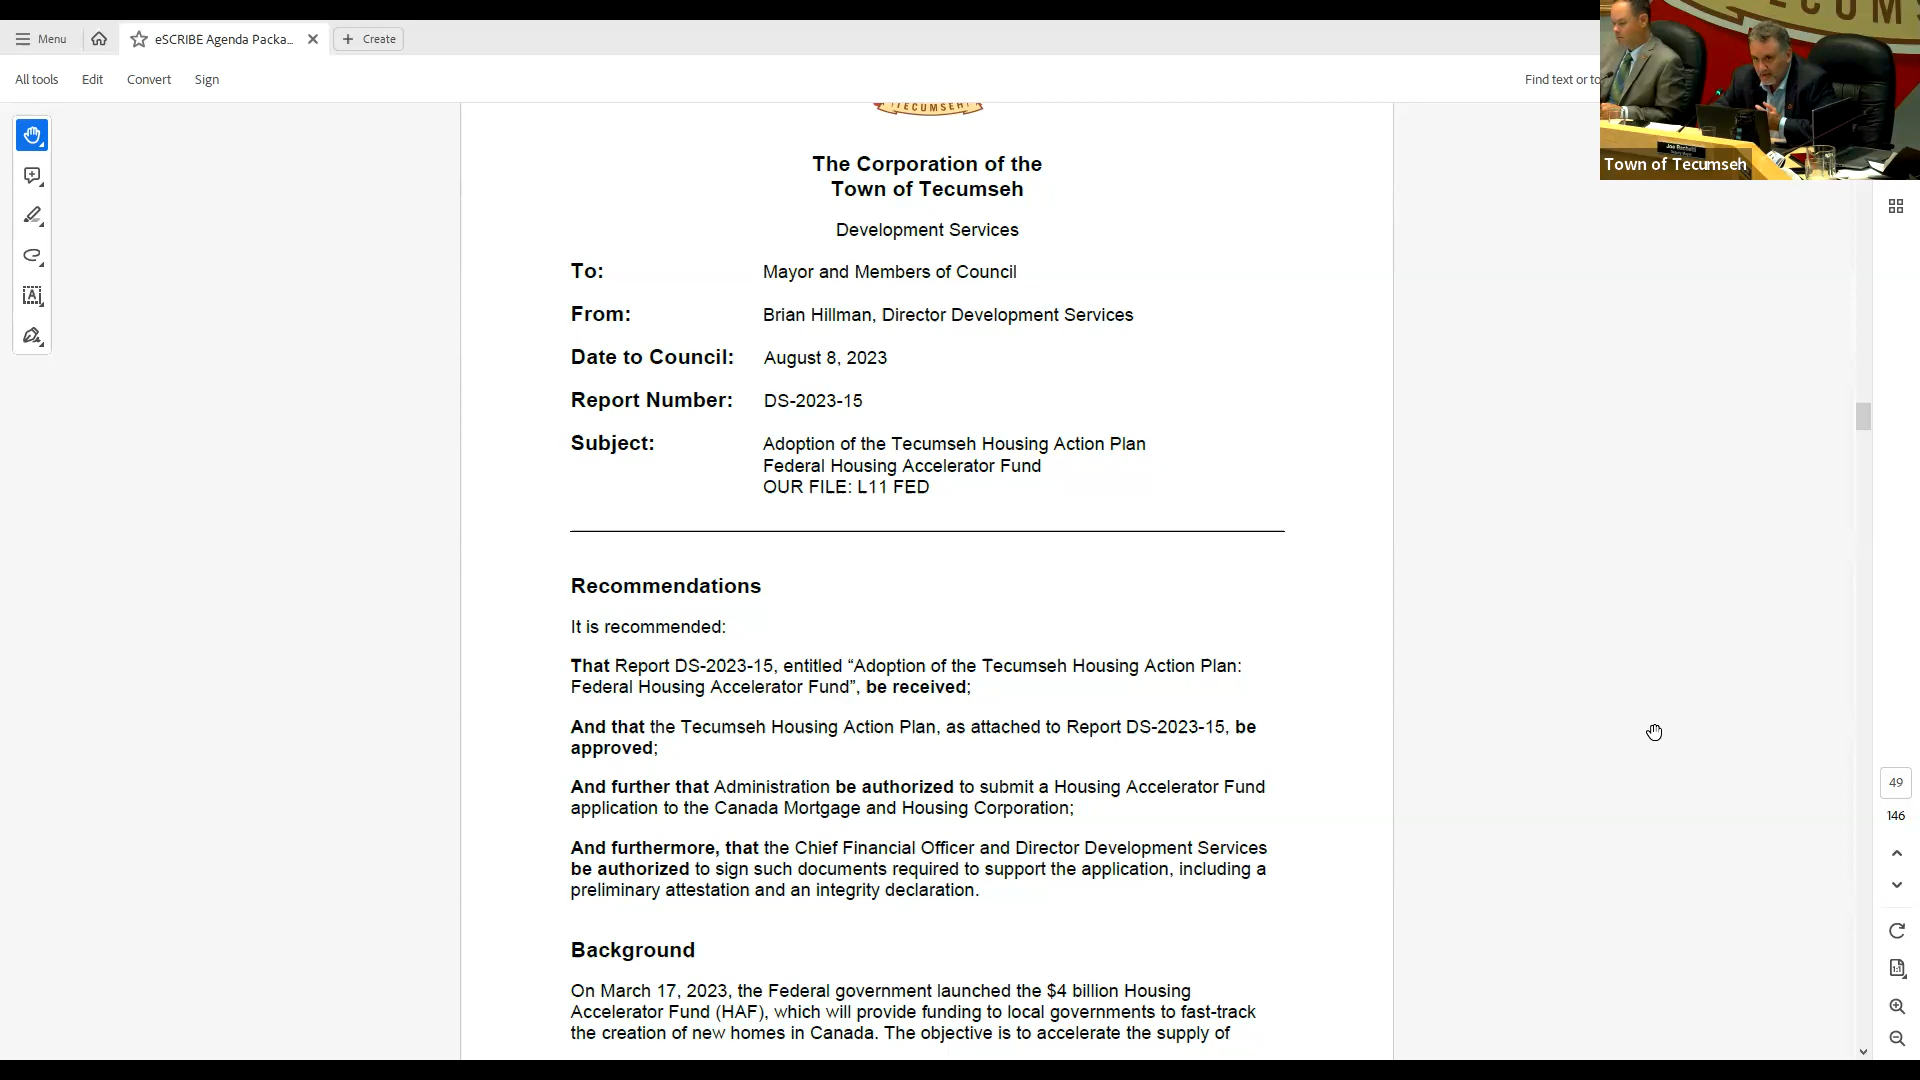 TECUMS
Menu
eSCRIBE Agenda Packa...
Create
All tools
Edit
Convert
Sign
Find text or to
Joe Bachetti
Town of Tecumseh
TECUMSEH
The Corporation of the
Town of Tecumseh
Development Services
To: Mayor and Members of Council
From: Brian Hillman, Director Development Services
Date to Council: August 8, 2023
Report Number: DS-2023-15
Subject: Adoption of the Tecumseh Housing Action Plan
Federal Housing Accelerator Fund
OUR FILE: L11 FED
Recommendations
It is recommended:
That Report DS-2023-15, entitled “Adoption of the Tecumseh Housing Action Plan:
Federal Housing Accelerator Fund”, be received;
And that the Tecumseh Housing Action Plan, as attached to Report DS-2023-15, be
approved;
And further that Administration be authorized to submit a Housing Accelerator Fund
application to the Canada Mortgage and Housing Corporation;
And furthermore, that the Chief Financial Officer and Director Development Services
be authorized to sign such documents required to support the application, including a
preliminary attestation and an integrity declaration.
Background
On March 17, 2023, the Federal government launched the $4 billion Housing
Accelerator Fund (HAF), which will provide funding to local governments to fast-track
the creation of new homes in Canada. The objective is to accelerate the supply of
49
146